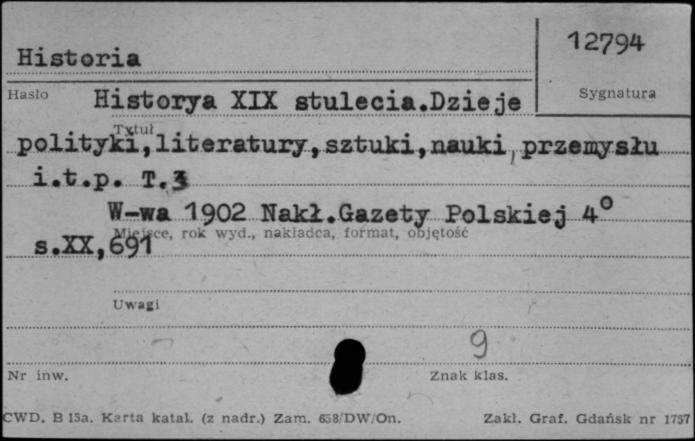 Historia
12794
Hasło
Sygnatura
Historya XIX stulecia.Dzieje
Tytuł
polityki,literatury,sztuki,nauki,przemysłu
i.t.p. T.3
W-wa 1902 Nakł.Gazety Polskiej 4°
Miejsce, rok wyd., nakładca, format, objętość
s.XX,691
Uwagi
9
Nr inw.
Znak klas.
CWD. B 15a. Karta katal. (z nadr.) Zam. 658/DW/On.
Zakł. Graf. Gdańsk nr 1757